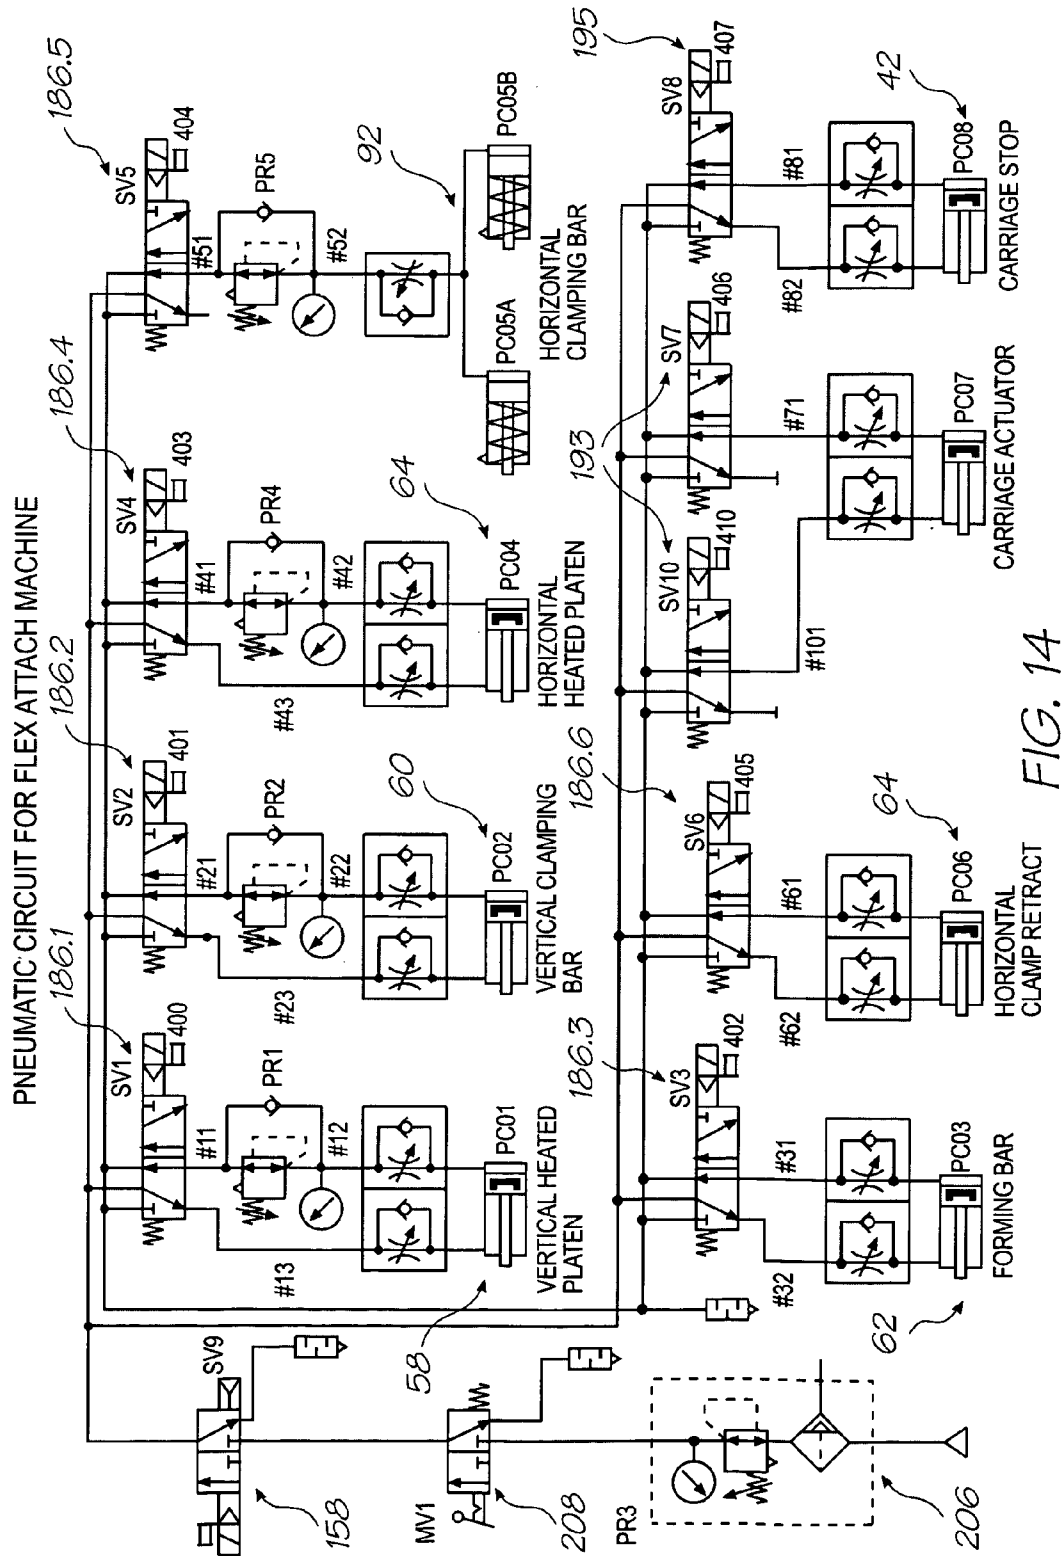 PNEUMATIC CIRCUIT FOR FLEX ATTACH MACHINE
186.1
186.2
186.4
186.5
SV1
400
SV2
401
SV4
403
SV5
404
#11
PR1
#12
#13
#21
PR2
#22
#23
#41
PR4
#42
#43
#51
PR5
#52
92
58
PC01
VERTICAL HEATED
PLATEN
60
PC02
VERTICAL CLAMPING
BAR
64
PC04
HORIZONTAL
HEATED PLATEN
PC05A
PC05B
HORIZONTAL
CLAMPING BAR
SV9
158
MV1
208
PR3
206
186.3
SV3
402
186.6
SV6
405
193
SV10
410
SV7
406
195
SV8
407
#31
#32
#61
#62
#101
#71
#81
#82
62
PC03
FORMING BAR
64
PC06
HORIZONTAL
CLAMP RETRACT
PC07
CARRIAGE ACTUATOR
42
PC08
CARRIAGE STOP
FIG. 14